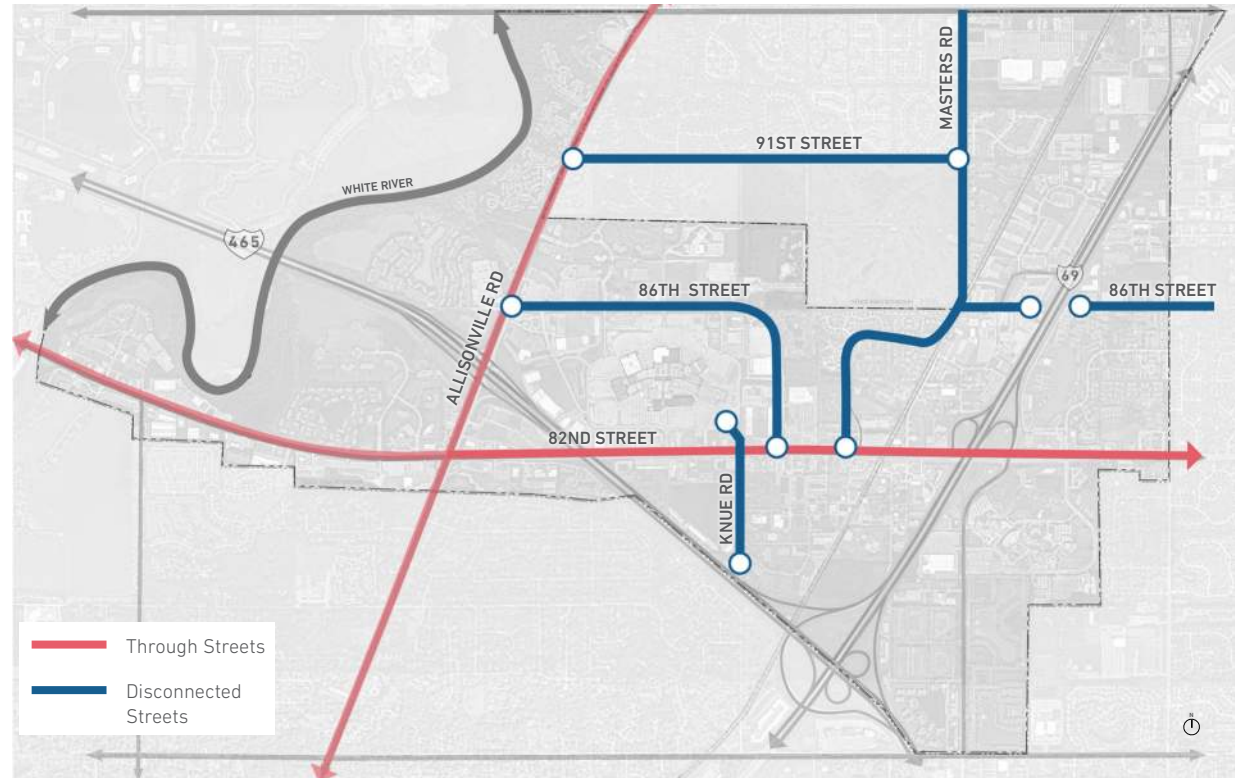 MASTERS RD
91ST STREET
WHITE RIVER
465
69
ALLISONVILLE RD
86TH STREET
86TH STREET
82ND STREET
KNUE RD
Through Streets
Disconnected
Streets
N